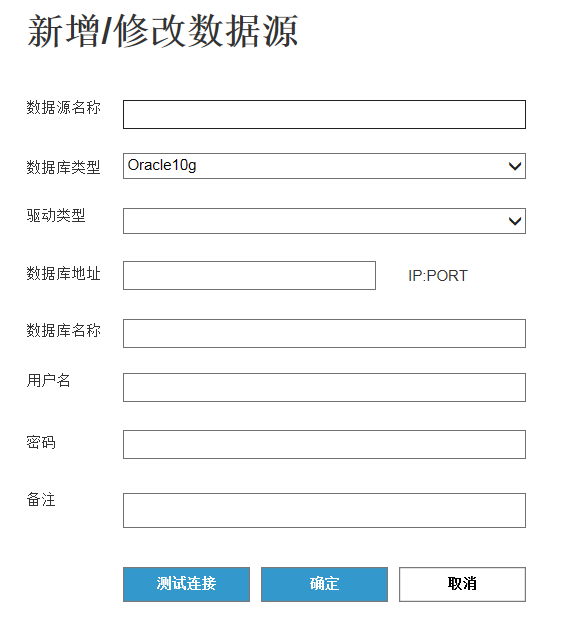 新增/修改数据源
数据源名称
数据库类型 Oracle10g
驱动类型
数据库地址 IP:PORT
数据库名称
用户名
密码
备注
测试连接 确定 取消